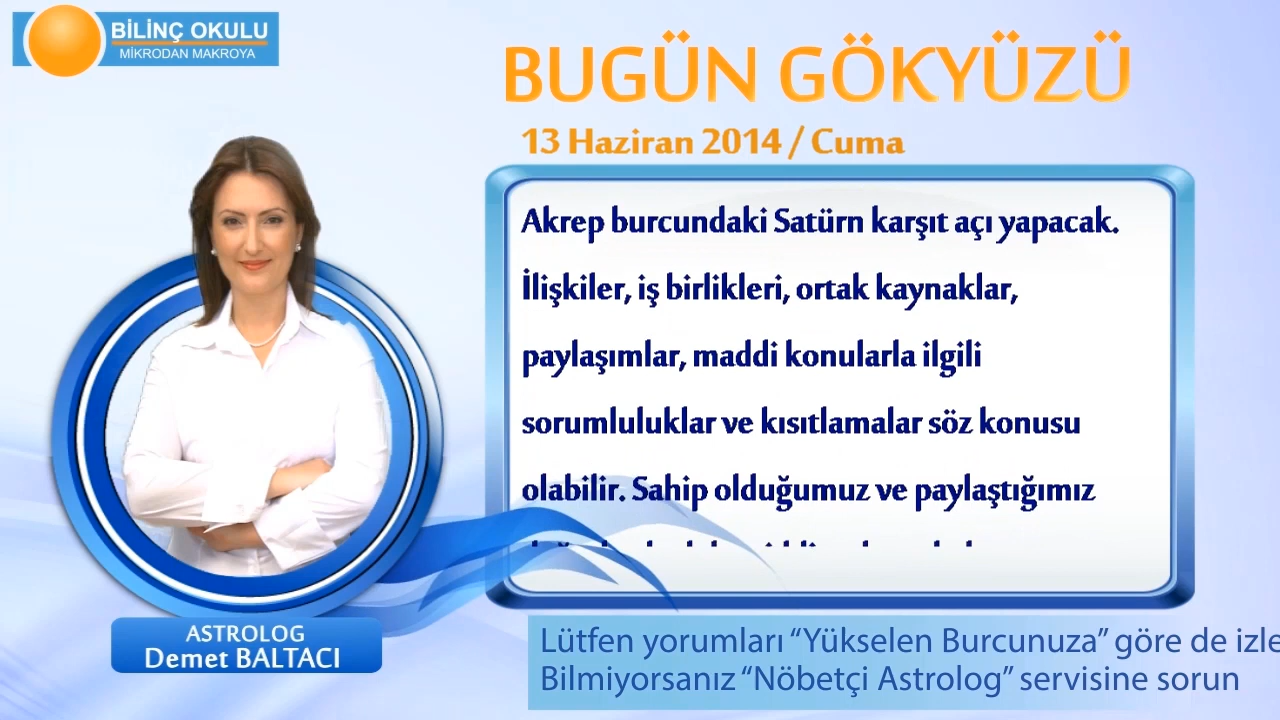 BİLİNÇ OKULU
MİKRODAN MAKROYA
BUGÜN GÖKYÜZÜ
13 Haziran 2014 / Cuma
Akrep burcundaki Satürn karşıt açı yapacak.
İlişkiler, iş birlikleri, ortak kaynaklar,
paylaşımlar, maddi konularla ilgili
sorumluluklar ve kısıtlamalar söz konusu
olabilir. Sahip olduğumuz ve paylaştığımız
ASTROLOG
Demet BALTACI
Lütfen yorumları “Yükselen Burcunuza” göre de izle
Bilmiyorsanız “Nöbetçi Astrolog” servisine sorun